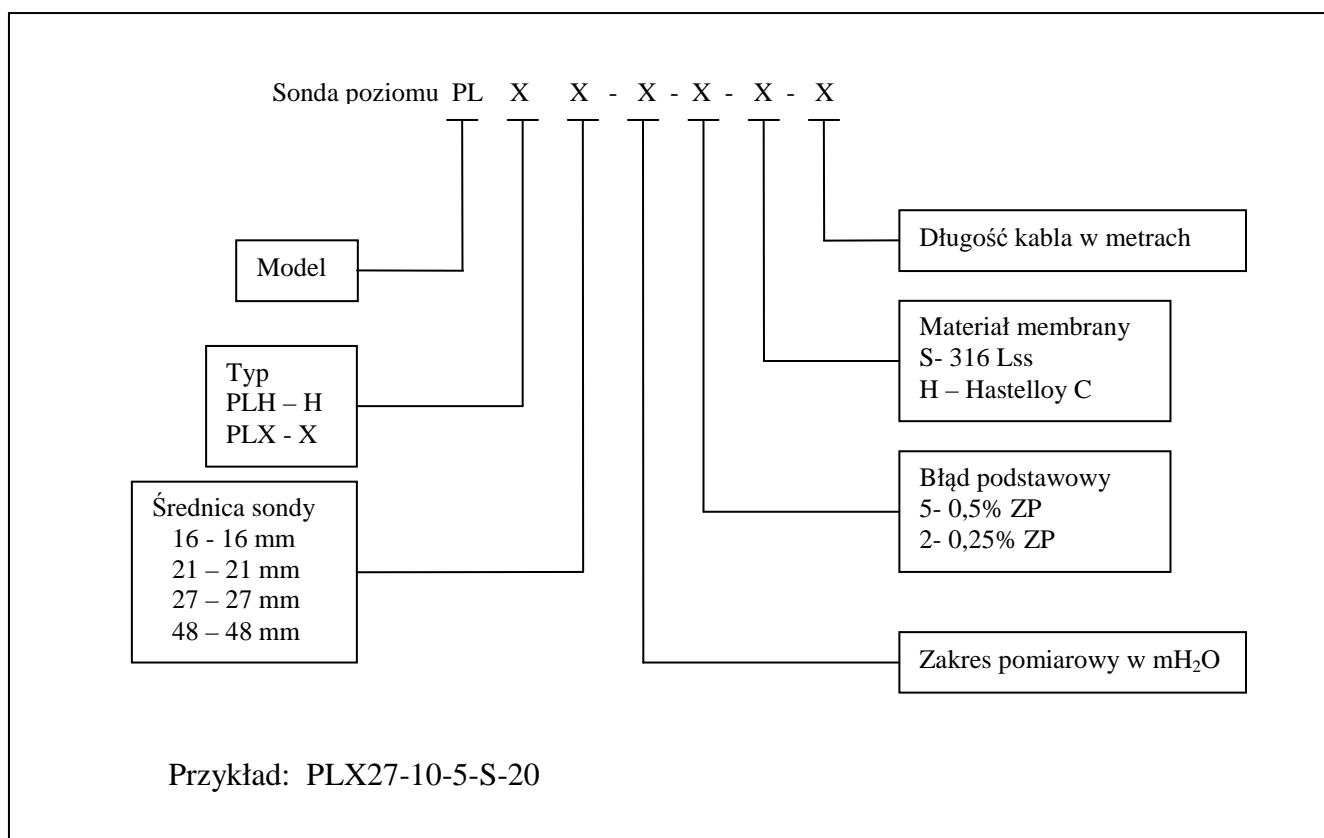 Sonda poziomu PL X X - X - X - X - X
Model
Typ
PLH – H
PLX - X
Średnica sondy
16 - 16 mm
21 – 21 mm
27 – 27 mm
48 – 48 mm
Długość kabla w metrach
Materiał membrany
S- 316 Lss
H – Hastelloy C
Błąd podstawowy
5- 0,5% ZP
2- 0,25% ZP
Zakres pomiarowy w mH₂O
Przykład: PLX27-10-5-S-20